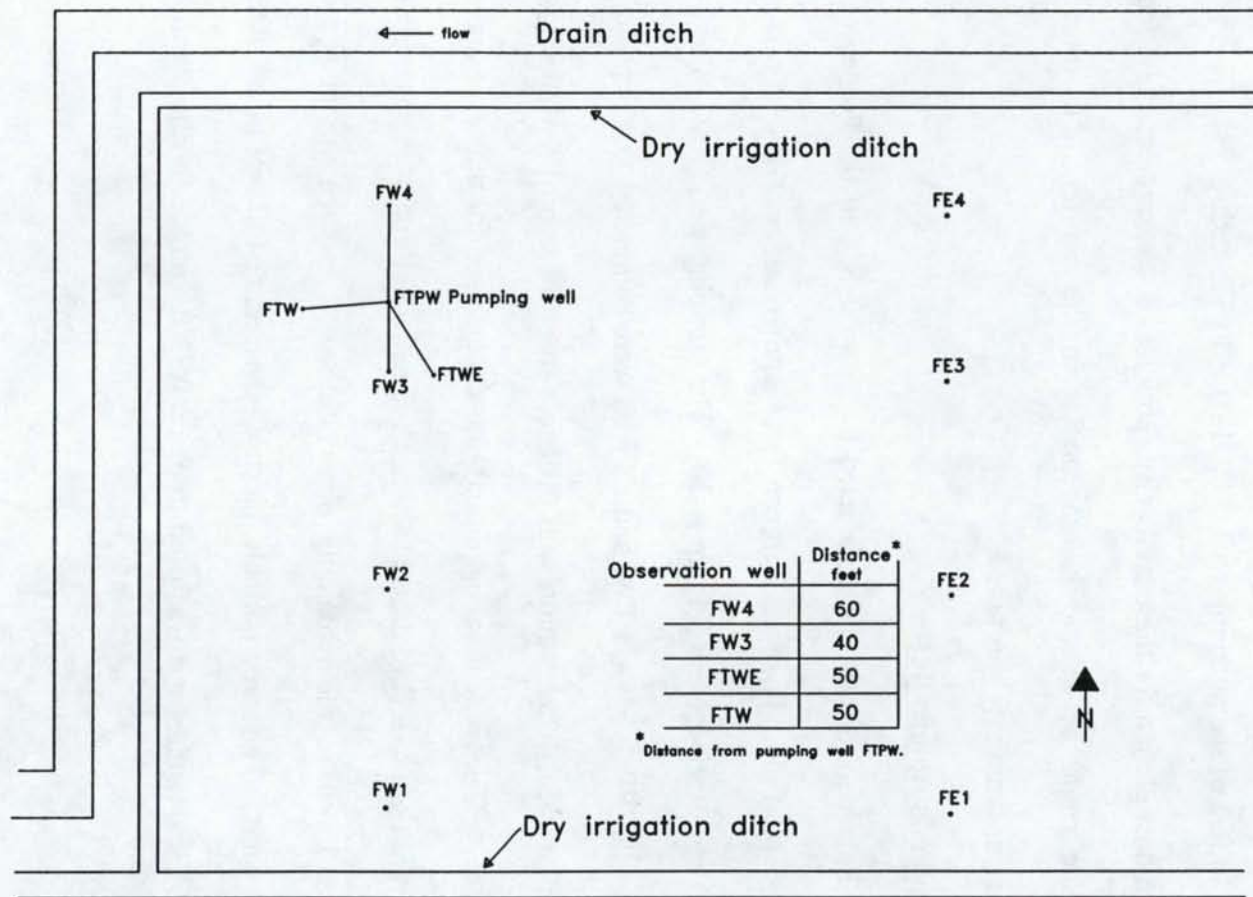 flow
Drain ditch
Dry irrigation ditch
FW4
FE4
FTW
FTPW Pumping well
FW3
FTWE
FE3
FW2
FE2
Observation well Distance*
feet
FW4 60
FW3 40
FTWE 50
FTW 50
* Distance from pumping well FTPW.
N
FW1
FE1
Dry irrigation ditch